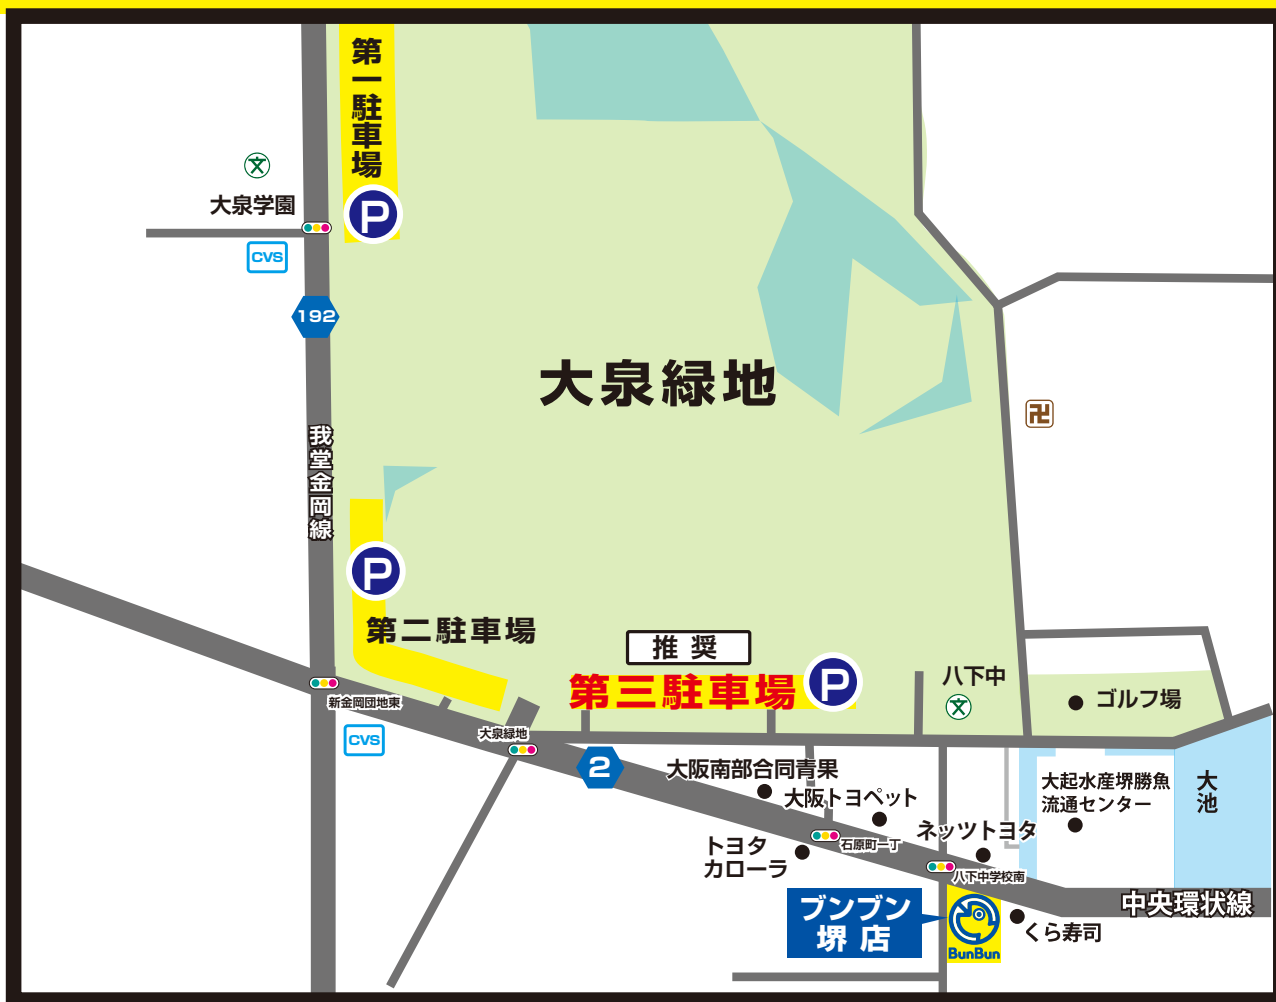 第一駐車場
P
文
大泉学園
CVS
192
大泉緑地
卍
我堂金岡線
P
第二駐車場
推奨
第三駐車場
P
八下中
文
ゴルフ場
新金岡団地東
CVS
大泉緑地
2
大阪南部合同青果
大阪トヨペット
大起水産堺勝魚
流通センター
大池
ネッツトヨタ
トヨタ
カローラ
石原町一丁
八下中学校南
中央環状線
ブンブン
堺店
BunBun
くら寿司